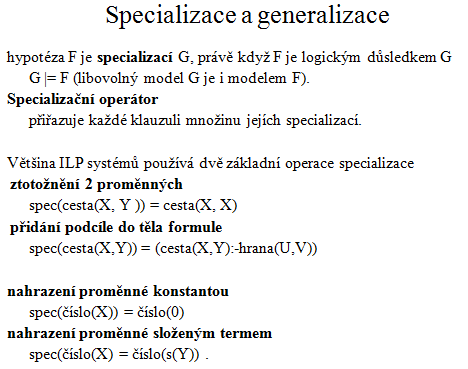 Specializace a generalizace
hypotéza F je specializací G, právě když F je logickým důsledkem G
G |= F (libovolný model G je i modelem F).
Specializační operátor
přiřazuje každé klauzuli množinu jejích specializací.
Většina ILP systémů používá dvě základní operace specializace
ztotožnění 2 proměnných
spec(cesta(X, Y )) = cesta(X, X)
přidání podcíle do těla formule
spec(cesta(X,Y)) = (cesta(X,Y):-hrana(U,V))
nahrazení proměnné konstantou
spec(číslo(X)) = číslo(0)
nahrazení proměnné složeným termem
spec(číslo(X) = číslo(s(Y)) .